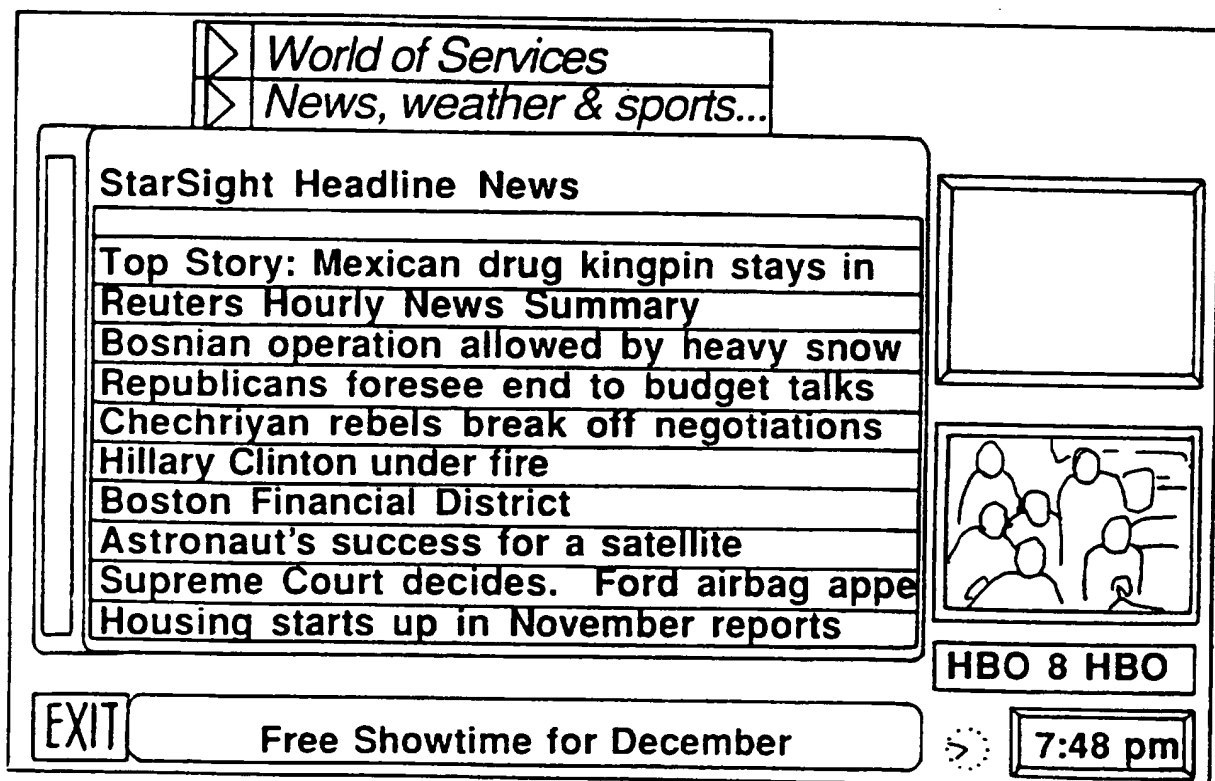 World of Services
News, weather & sports...
StarSight Headline News
Top Story: Mexican drug kingpin stays in
Reuters Hourly News Summary
Bosnian operation allowed by heavy snow
Republicans foresee end to budget talks
Chechriyan rebels break off negotiations
Hillary Clinton under fire
Boston Financial District
Astronaut's success for a satellite
Supreme Court decides. Ford airbag appe
Housing starts up in November reports
HBO 8 HBO
EXIT
Free Showtime for December
7:48 pm